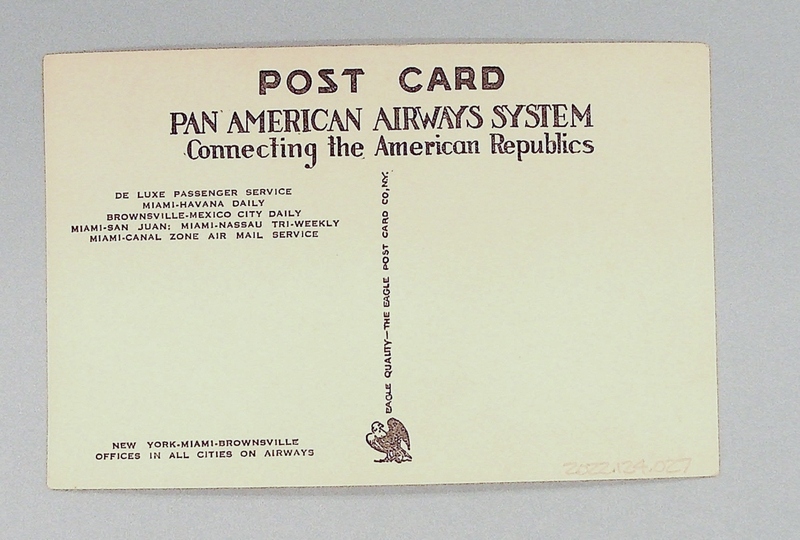 POST CARD
PAN AMERICAN AIRWAYS SYSTEM
Connecting the American Republics
DE LUXE PASSENGER SERVICE
MIAMI-HAVANA DAILY
BROWNSVILLE-MEXICO CITY DAILY
MIAMI-SAN JUAN; MIAMI-NASSAU TRI-WEEKLY
MIAMI-CANAL ZONE AIR MAIL SERVICE
EAGLE QUALITY—THE EAGLE POST CARD CO, N.Y.
NEW YORK-MIAMI-BROWNSVILLE
OFFICES IN ALL CITIES ON AIRWAYS
2022.124.027